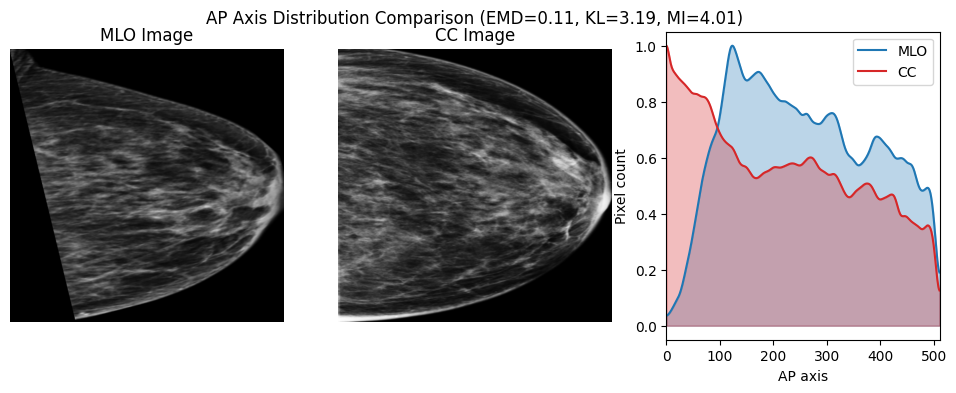 AP Axis Distribution Comparison (EMD=0.11, KL=3.19, MI=4.01)
MLO Image
CC Image
MLO
CC
Pixel count
1.0
0.8
0.6
0.4
0.2
0.0
0 100 200 300 400 500
AP axis